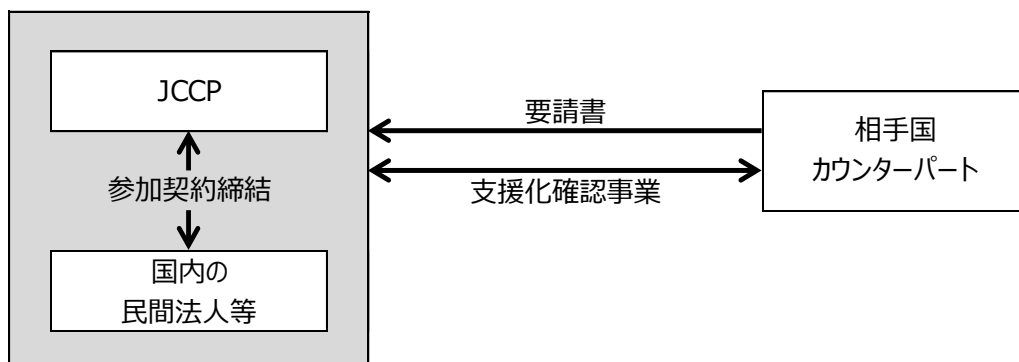 JCCP
参加契約締結
国内の
民間法人等
要請書
支援化確認事業
相手国
カウンターパート